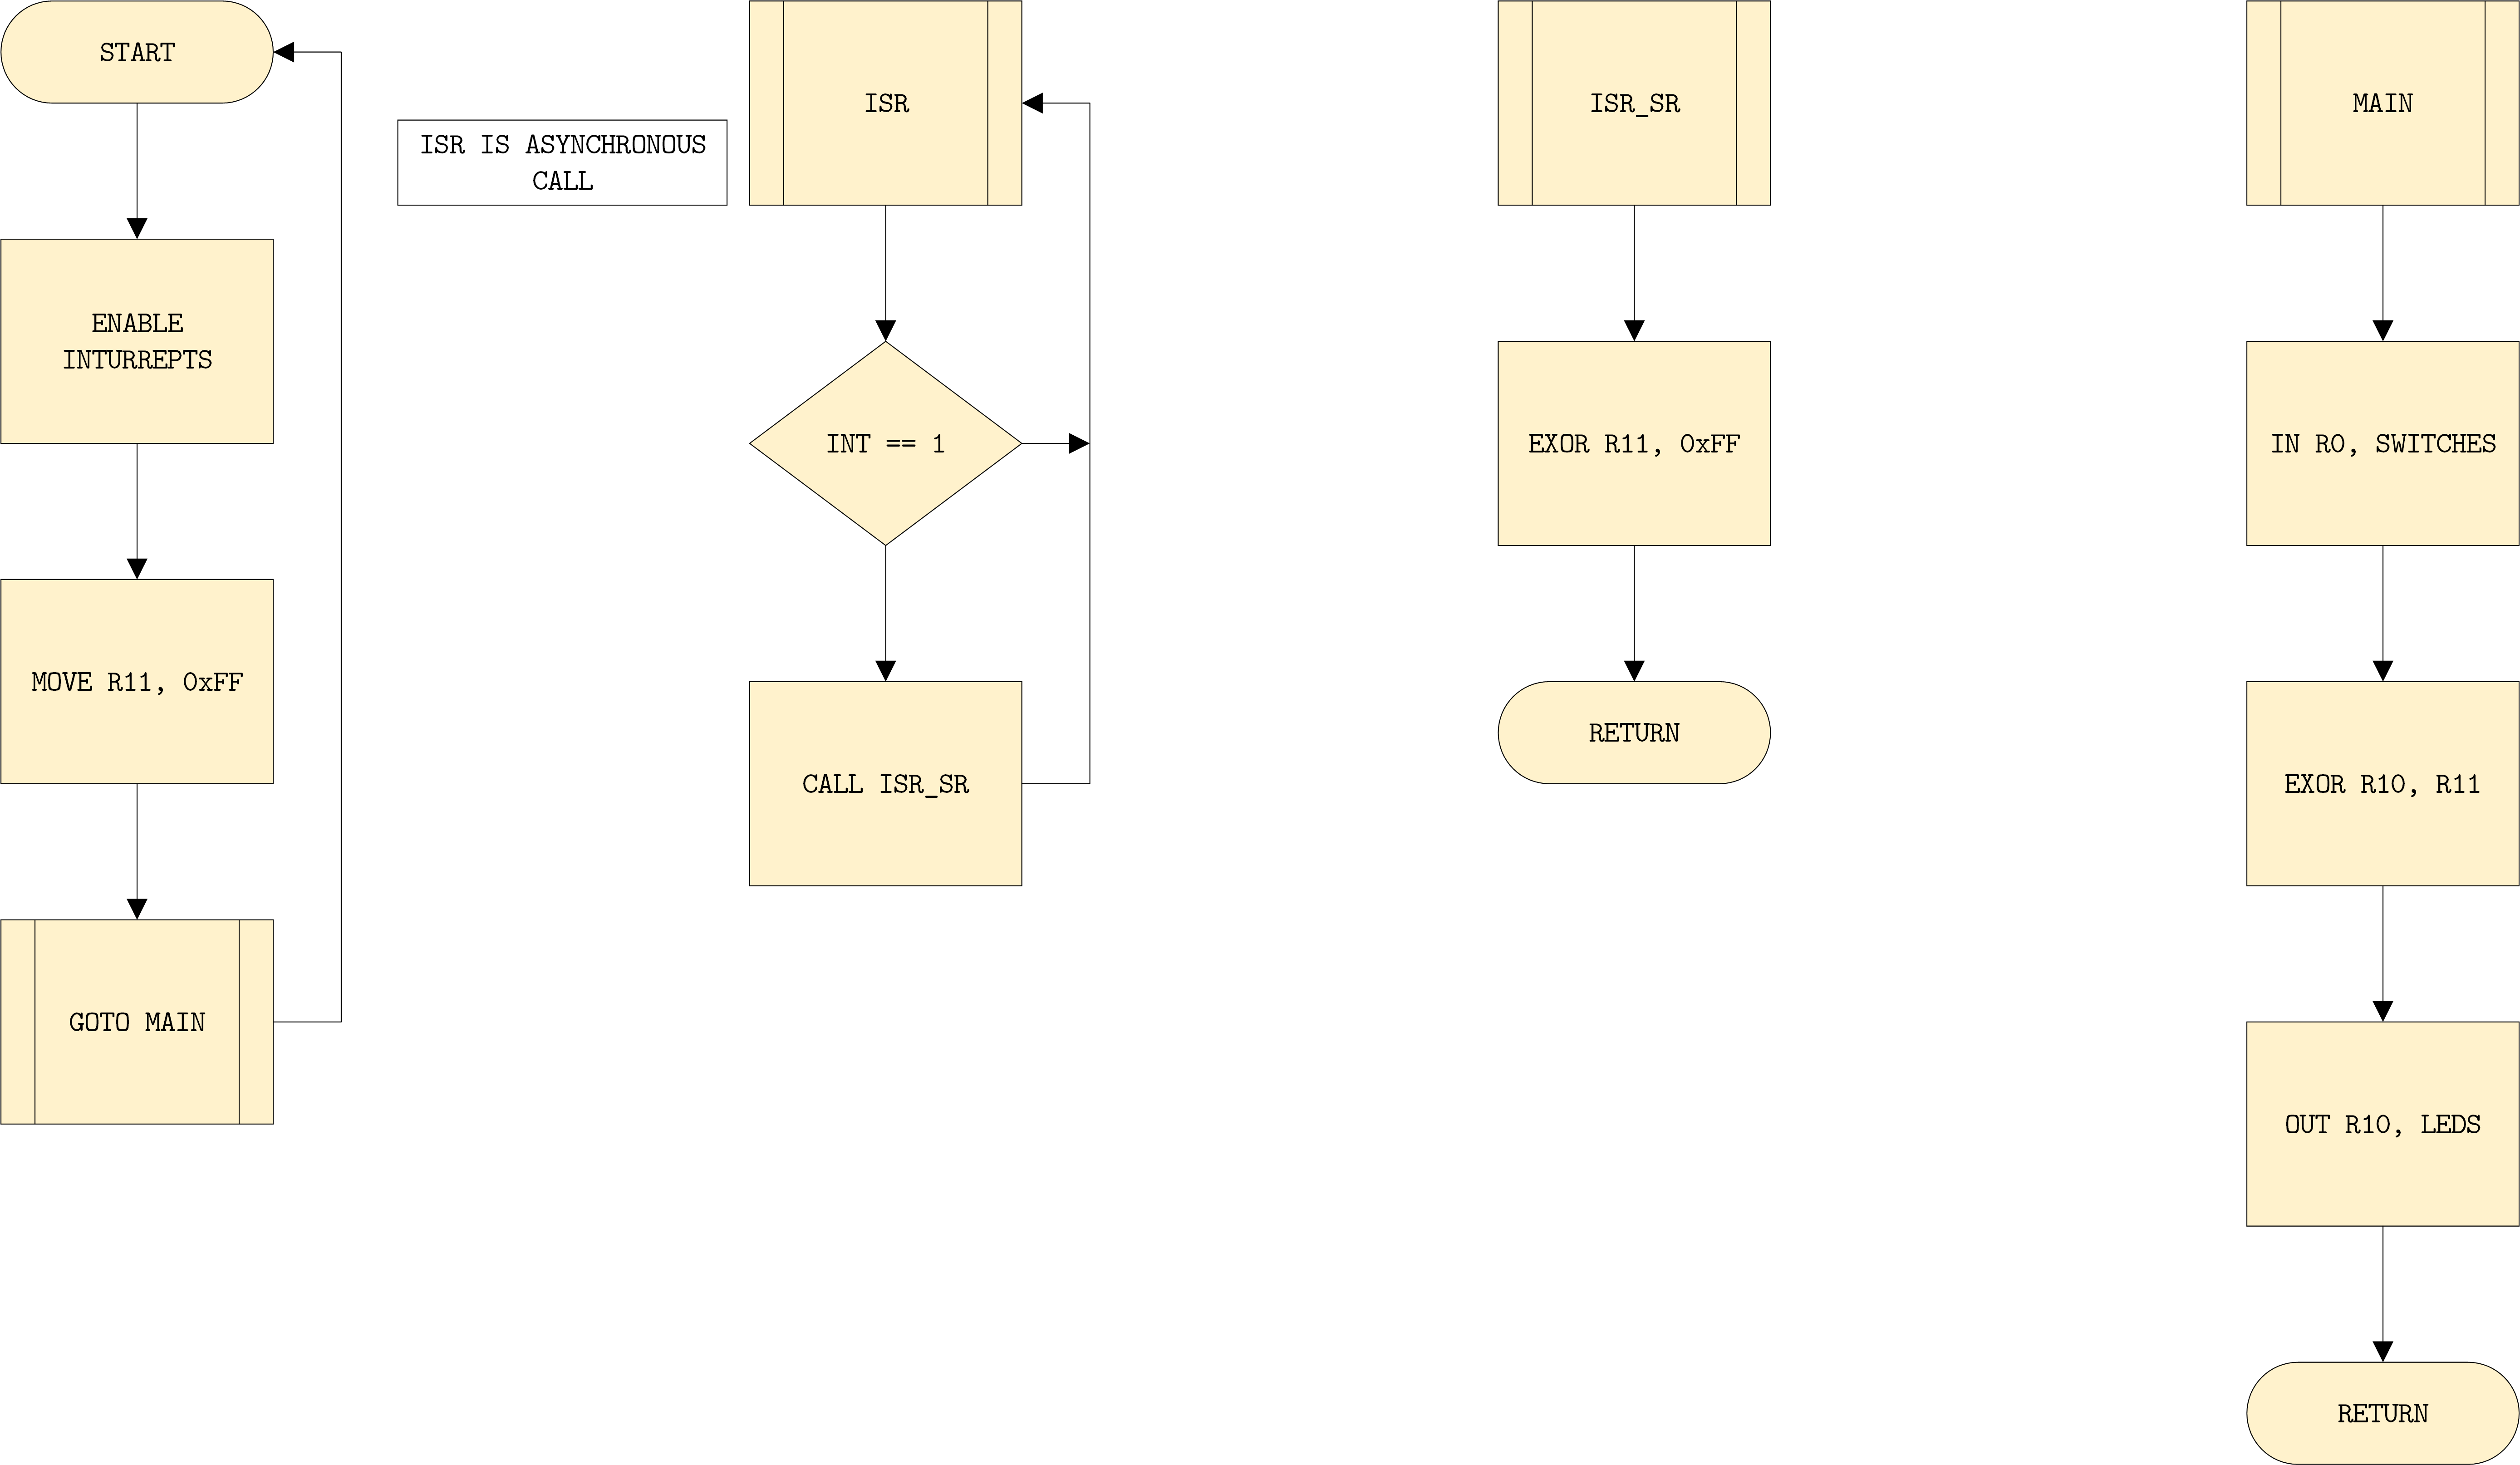 START
ENABLE
INTURREPTS
MOVE R11, 0xFF
GOTO MAIN
ISR IS ASYNCHRONOUS
CALL
ISR
INT == 1
CALL ISR_SR
ISR_SR
EXOR R11, 0xFF
RETURN
MAIN
IN R0, SWITCHES
EXOR R10, R11
OUT R10, LEDS
RETURN